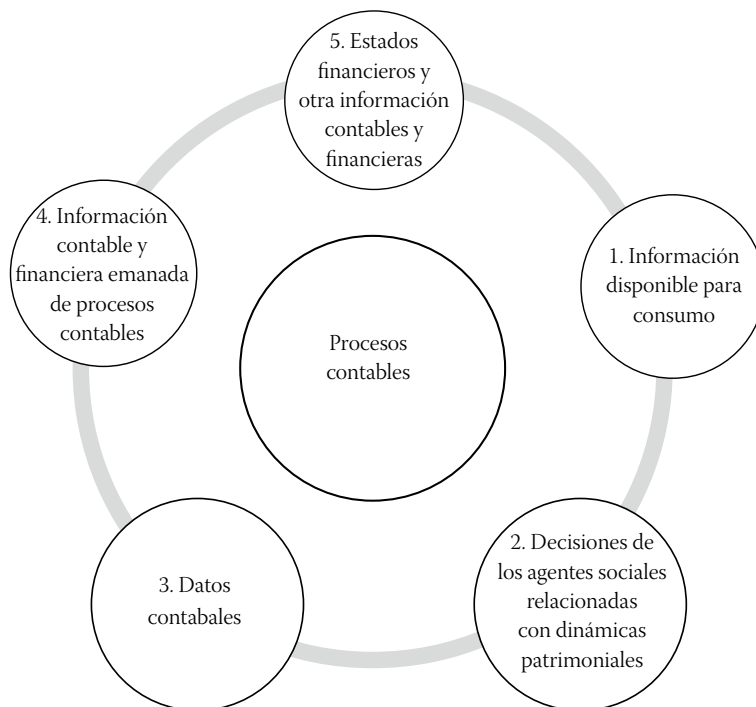 5. Estados
financieros y
otra información
contables y
financieras
4. Información
contable y
financiera emanada
de procesos
contables
1. Información
disponible para
consumo
Procesos
contables
3. Datos
contabales
2. Decisiones de
los agentes sociales
relacionadas
con dinámicas
patrimoniales